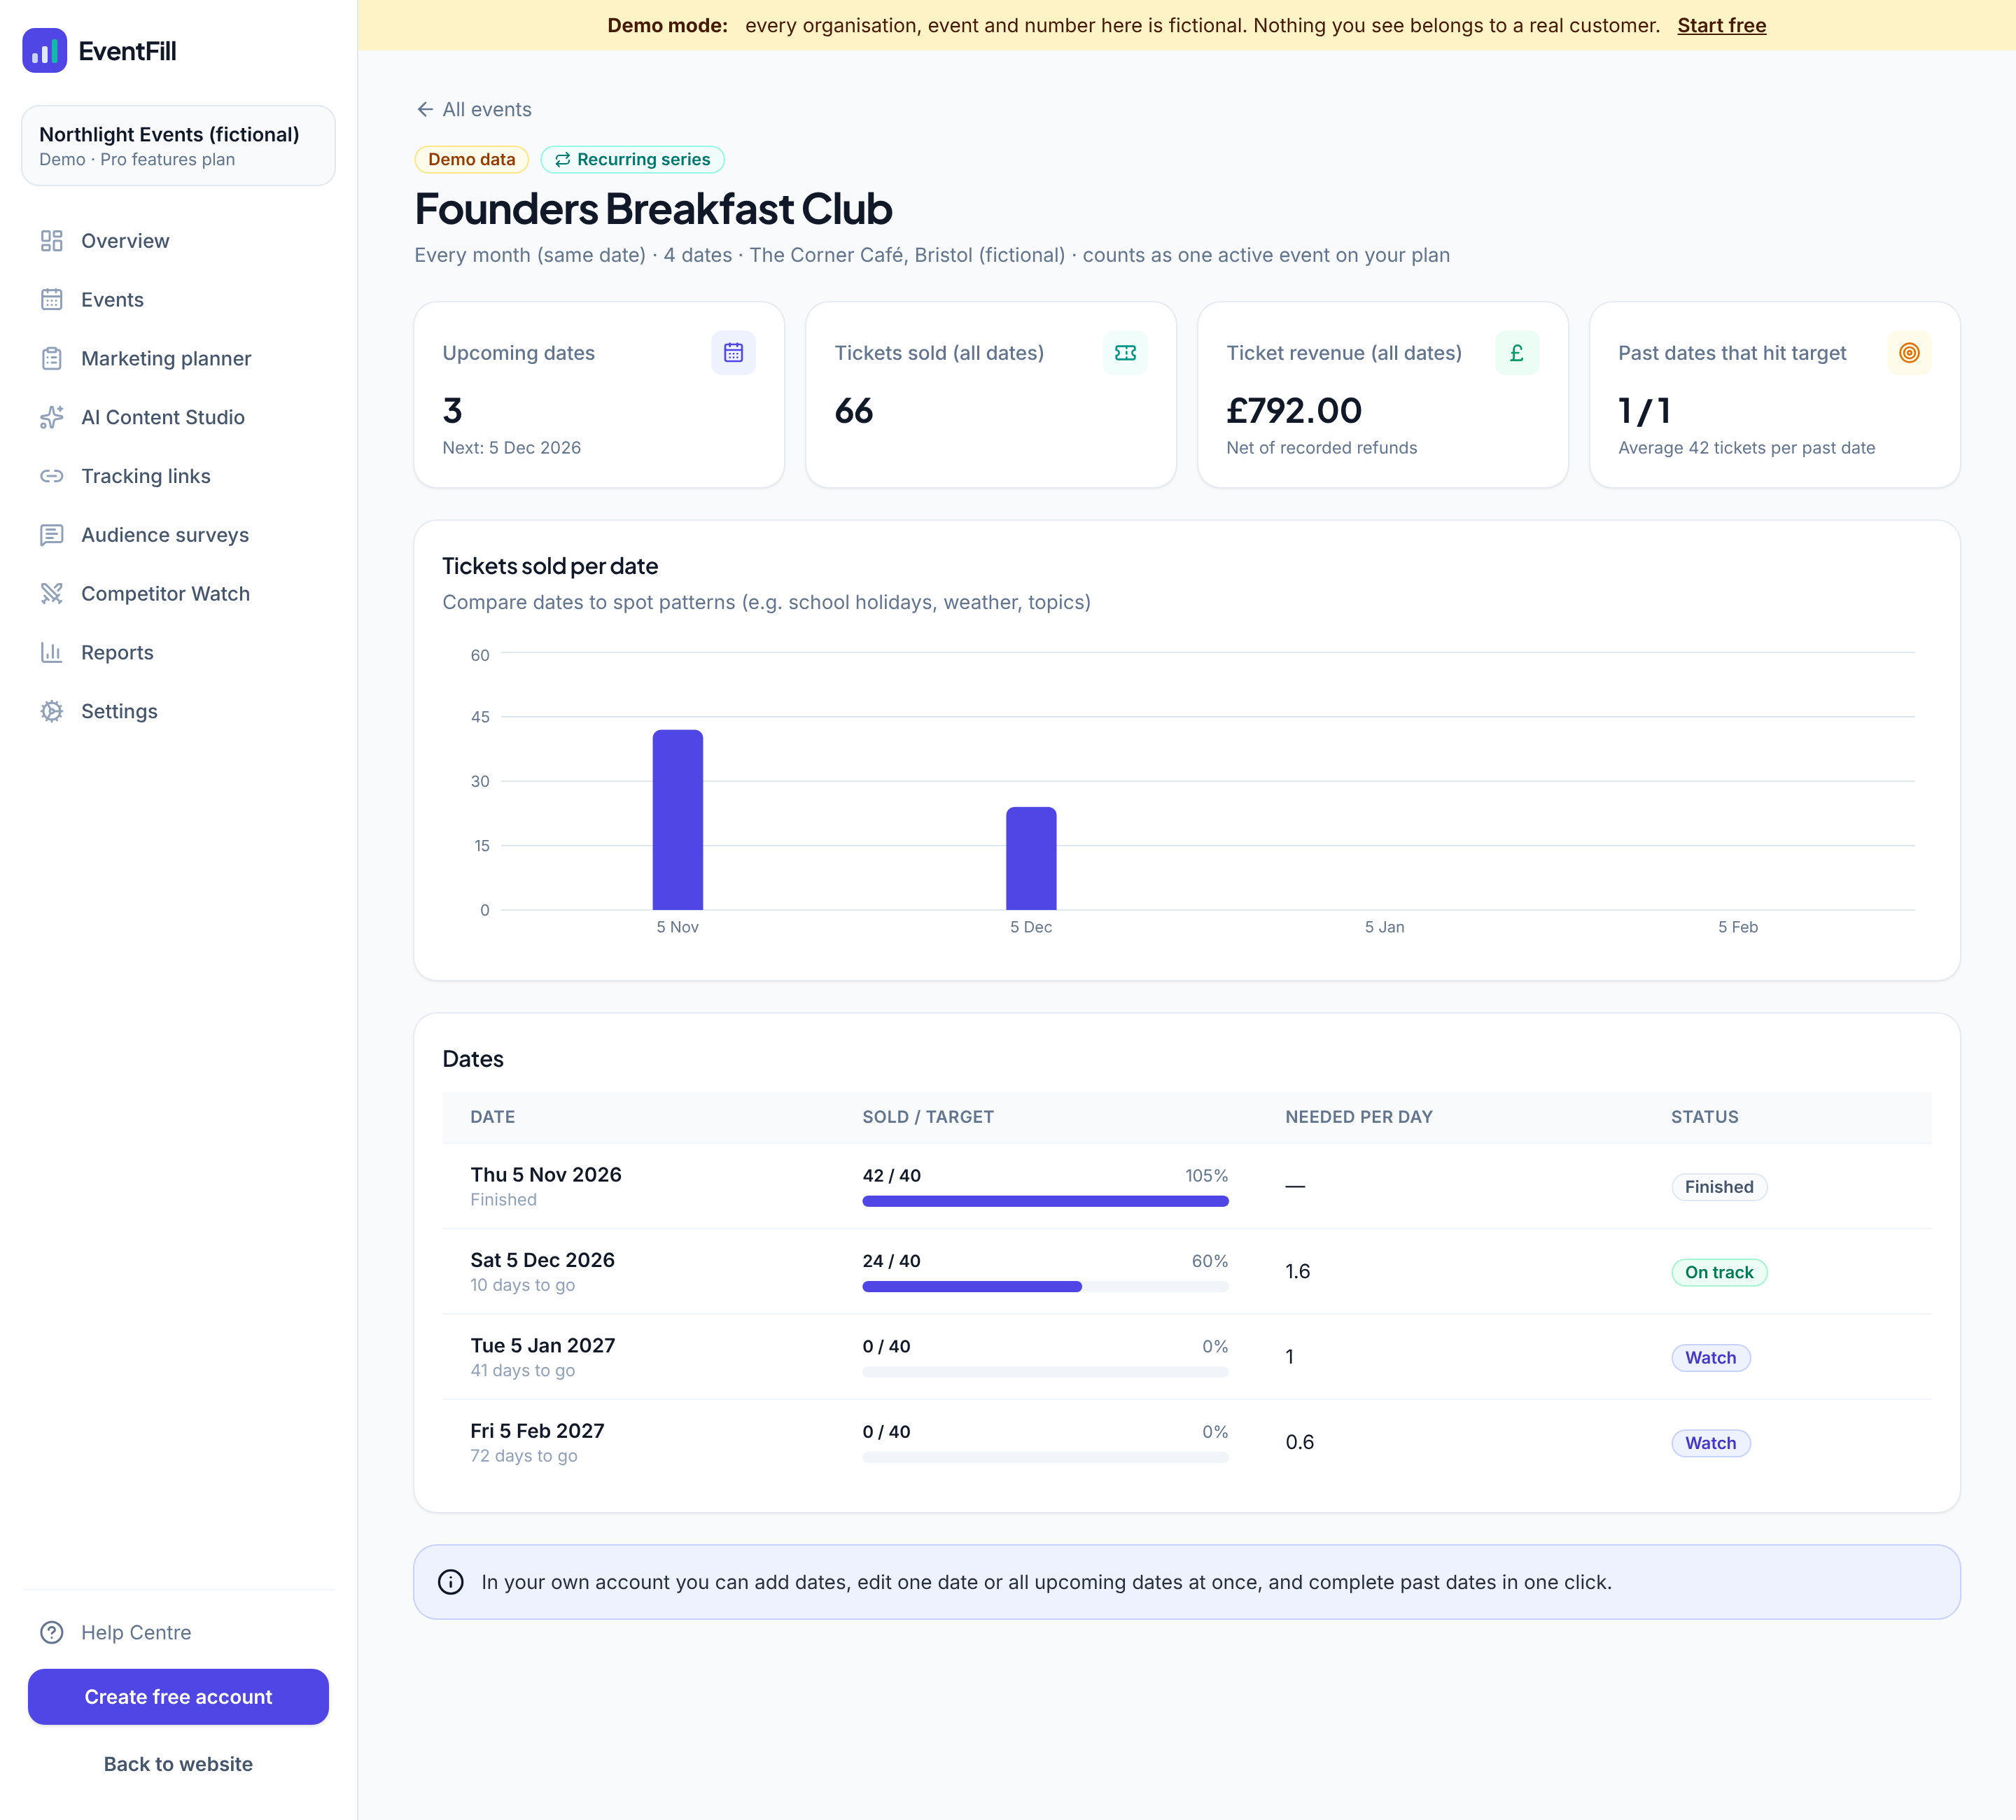 EventFill
Northlight Events (fictional)
Demo · Pro features plan
Overview
Events
Marketing planner
AI Content Studio
Tracking links
Audience surveys
Competitor Watch
Reports
Settings
Help Centre
Create free account
Back to website
Demo mode: every organisation, event and number here is fictional. Nothing you see belongs to a real customer. Start free
← All events
Demo data Recurring series
Founders Breakfast Club
Every month (same date) · 4 dates · The Corner Café, Bristol (fictional) · counts as one active event on your plan
Upcoming dates
3
Next: 5 Dec 2026
Tickets sold (all dates)
66
Ticket revenue (all dates) £
£792.00
Net of recorded refunds
Past dates that hit target
1 / 1
Average 42 tickets per past date
Tickets sold per date
Compare dates to spot patterns (e.g. school holidays, weather, topics)
60
45
30
15
0
5 Nov 5 Dec 5 Jan 5 Feb
Dates
DATE SOLD / TARGET NEEDED PER DAY STATUS
Thu 5 Nov 2026 42 / 40 105% — Finished
Finished
Sat 5 Dec 2026 24 / 40 60% 1.6 On track
10 days to go
Tue 5 Jan 2027 0 / 40 0% 1 Watch
41 days to go
Fri 5 Feb 2027 0 / 40 0% 0.6 Watch
72 days to go
In your own account you can add dates, edit one date or all upcoming dates at once, and complete past dates in one click.